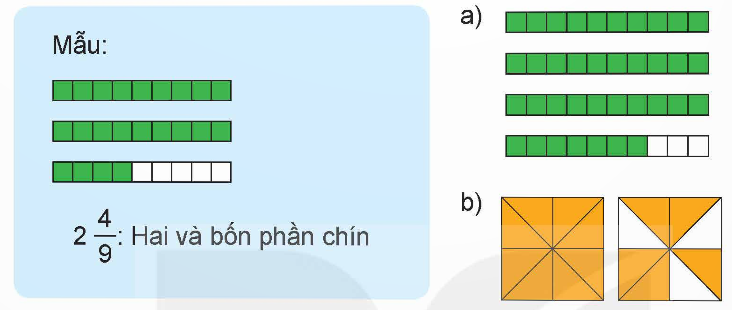 Mẫu:
2 4/9: Hai và bốn phần chín
a)
b)